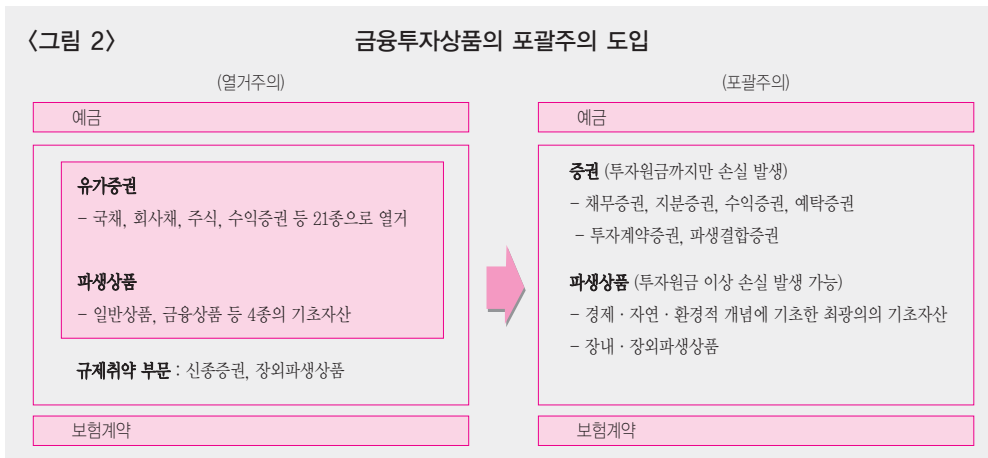 〈그림 2〉 금융투자상품의 포괄주의 도입
(열거주의)
예금
유가증권
- 국채, 회사채, 주식, 수익증권 등 21종으로 열거
파생상품
- 일반상품, 금융상품 등 4종의 기초자산
규제취약 부문 : 신종증권, 장외파생상품
보험계약
(포괄주의)
예금
증권 (투자원금까지만 손실 발생)
- 채무증권, 지분증권, 수익증권, 예탁증권
- 투자계약증권, 파생결합증권
파생상품 (투자원금 이상 손실 발생 가능)
- 경제 · 자연 · 환경적 개념에 기초한 최광의의 기초자산
- 장내 · 장외파생상품
보험계약